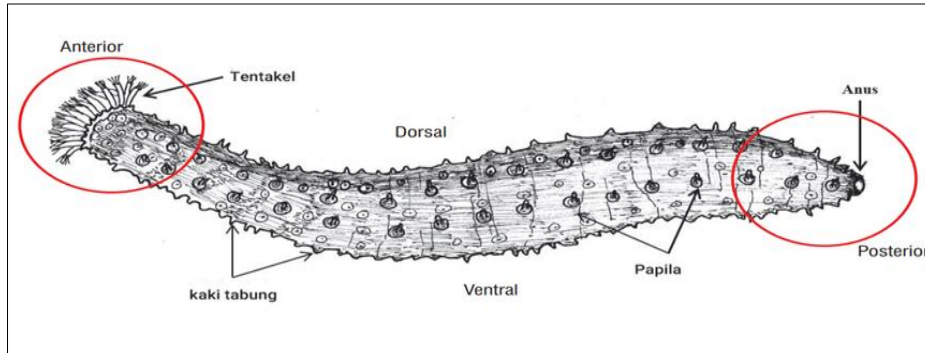 Anterior
Tentakel
Anus
Dorsal
Posterior
Papila
kaki tabung
Ventral